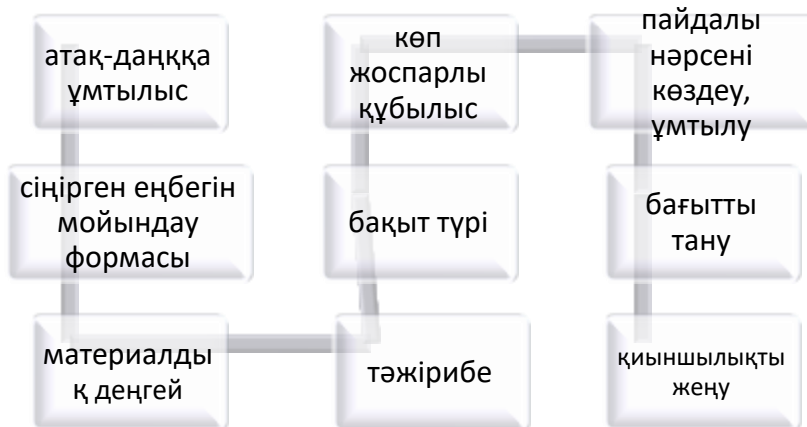 атақ-даңққа
ұмтылыс
сіңірген еңбегін
мойындау
формасы
материалды
қ деңгей
тәжірибе
бақыт түрі
көп
жоспарлы
құбылыс
пайдалы
нәрсені
көздеу,
ұмтылу
бағытты
тану
қиыншылықты
жеңу